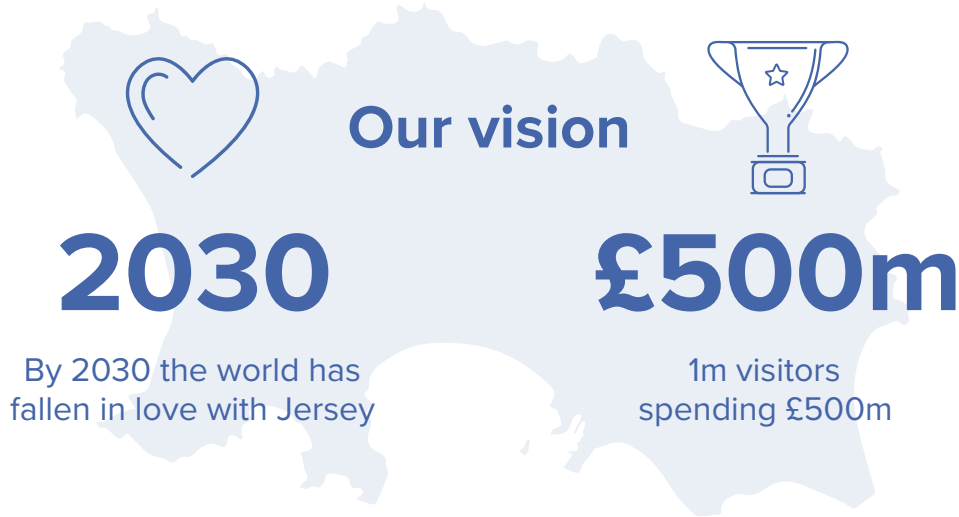 Our vision
2030
By 2030 the world has
fallen in love with Jersey
£500m
1m visitors
spending £500m